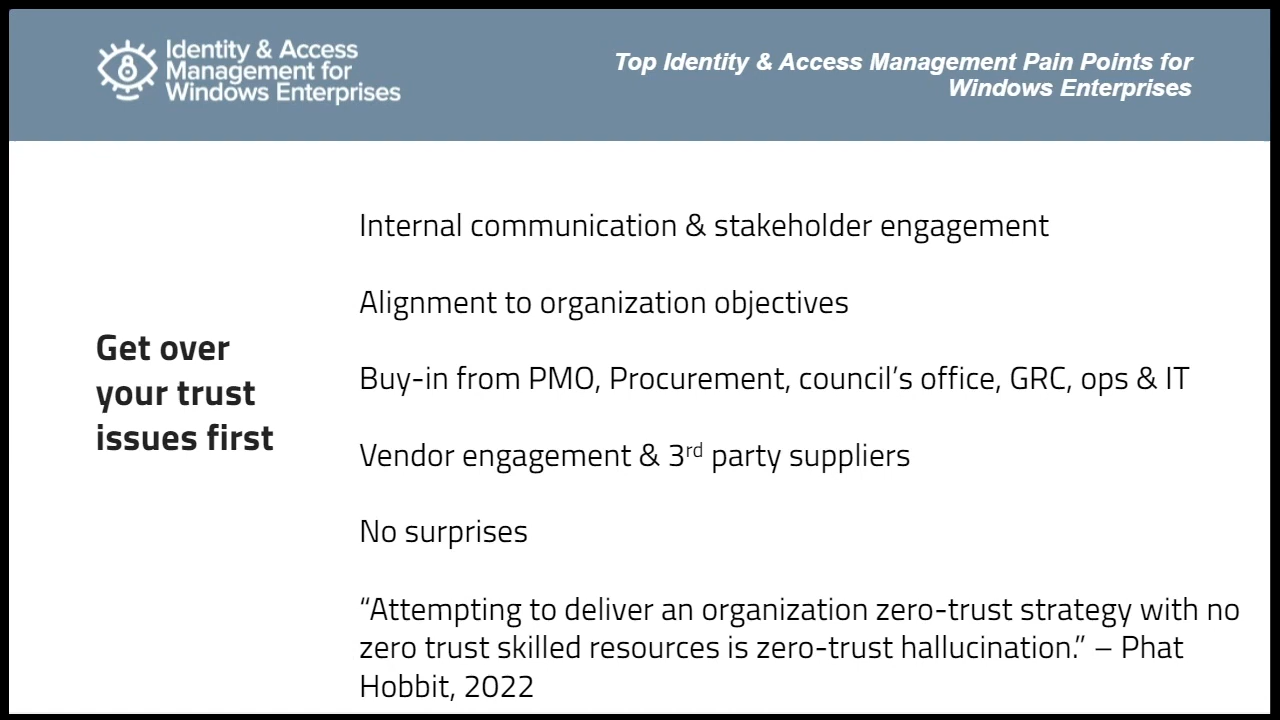 Identity & Access
Management for
Windows Enterprises
Top Identity & Access Management Pain Points for
Windows Enterprises
Get over
your trust
issues first
Internal communication & stakeholder engagement
Alignment to organization objectives
Buy-in from PMO, Procurement, council’s office, GRC, ops & IT
Vendor engagement & 3rd party suppliers
No surprises
“Attempting to deliver an organization zero-trust strategy with no
zero trust skilled resources is zero-trust hallucination.” – Phat
Hobbit, 2022